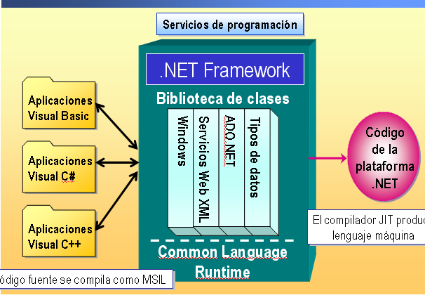 Servicios de programación
.NET Framework
Biblioteca de clases
Aplicaciones
Visual Basic
Aplicaciones
Visual C#
Aplicaciones
Visual C++
Windows
Servicios Web XML
ADO.NET
Tipos de datos
Common Language
Runtime
Código
de la
plataforma
.NET
El compilador JIT produc
lenguaje máquina
ódigo fuente se compila como MSIL